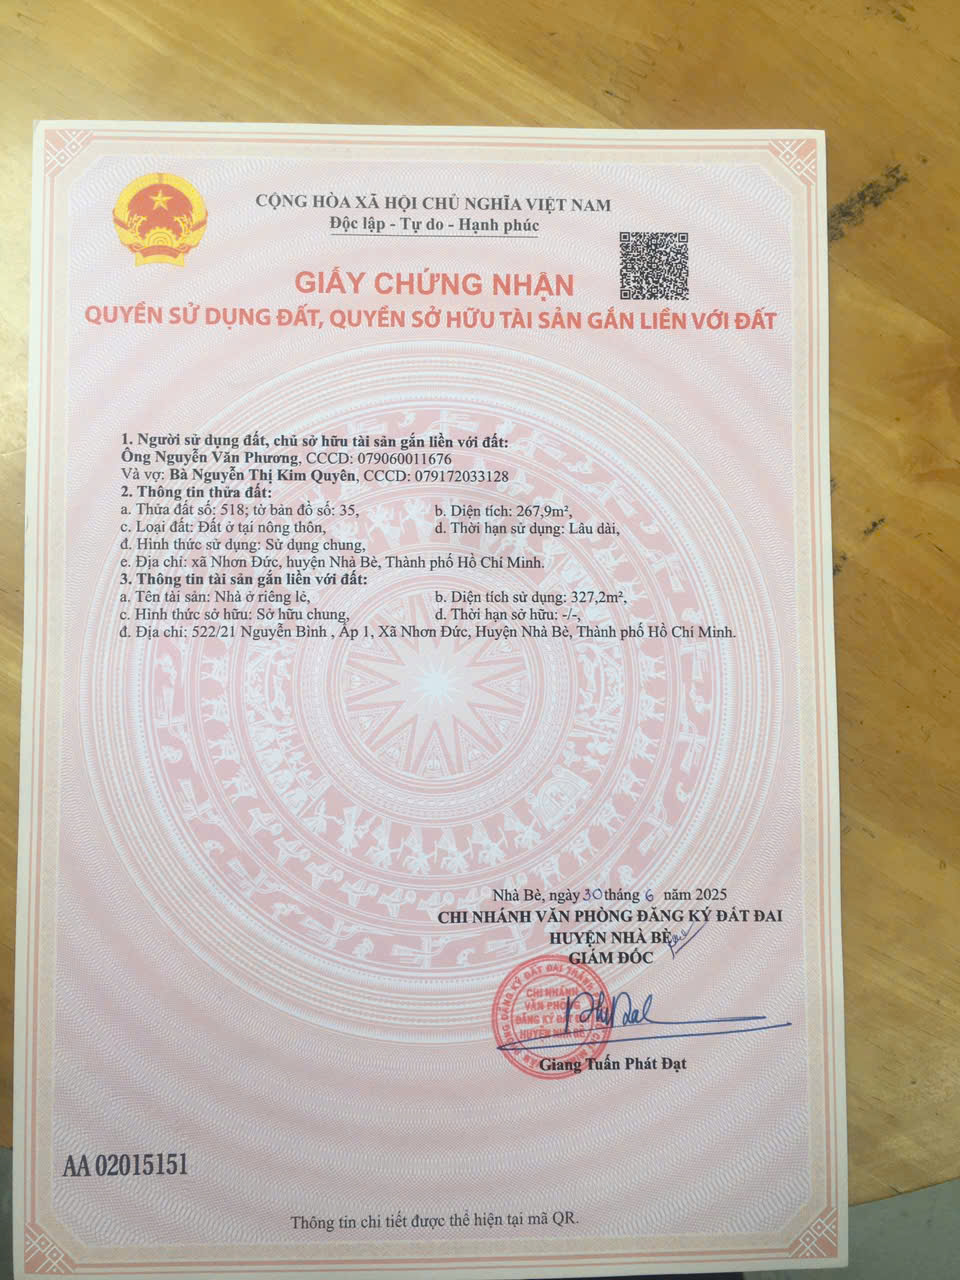 CỘNG HÒA XÃ HỘI CHỦ NGHĨA VIỆT NAM
Độc lập - Tự do - Hạnh phúc
GIẤY CHỨNG NHẬN
QUYỀN SỬ DỤNG ĐẤT, QUYỀN SỞ HỮU TÀI SẢN GẮN LIỀN VỚI ĐẤT
1. Người sử dụng đất, chủ sở hữu tài sản gắn liền với đất:
Ông Nguyễn Văn Phương, CCCD: 079060011676
Và vợ: Bà Nguyễn Thị Kim Quyên, CCCD: 079172033128
2. Thông tin thửa đất:
a. Thửa đất số: 518; tờ bản đồ số: 35, b. Diện tích: 267,9m²,
c. Loại đất: Đất ở tại nông thôn, d. Thời hạn sử dụng: Lâu dài,
đ. Hình thức sử dụng: Sử dụng chung,
e. Địa chỉ: xã Nhơn Đức, huyện Nhà Bè, Thành phố Hồ Chí Minh.
3. Thông tin tài sản gắn liền với đất:
a. Tên tài sản: Nhà ở riêng lẻ, b. Diện tích sử dụng: 327,2m²,
c. Hình thức sở hữu: Sở hữu chung, d. Thời hạn sở hữu: -/-,
đ. Địa chỉ: 522/21 Nguyễn Bình , Ấp 1, Xã Nhơn Đức, Huyện Nhà Bè, Thành phố Hồ Chí Minh.
Nhà Bè, ngày 30 tháng 6 năm 2025
CHI NHÁNH VĂN PHÒNG ĐĂNG KÝ ĐẤT ĐAI
HUYỆN NHÀ BÈ
GIÁM ĐỐC
CHI NHÁNH
VĂN PHÒNG
ĐĂNG KÝ ĐẤT
HUYỆN NHÀ BÈ
Giang Tuấn Phát Đạt
AA 02015151
Thông tin chi tiết được thể hiện tại mã QR.